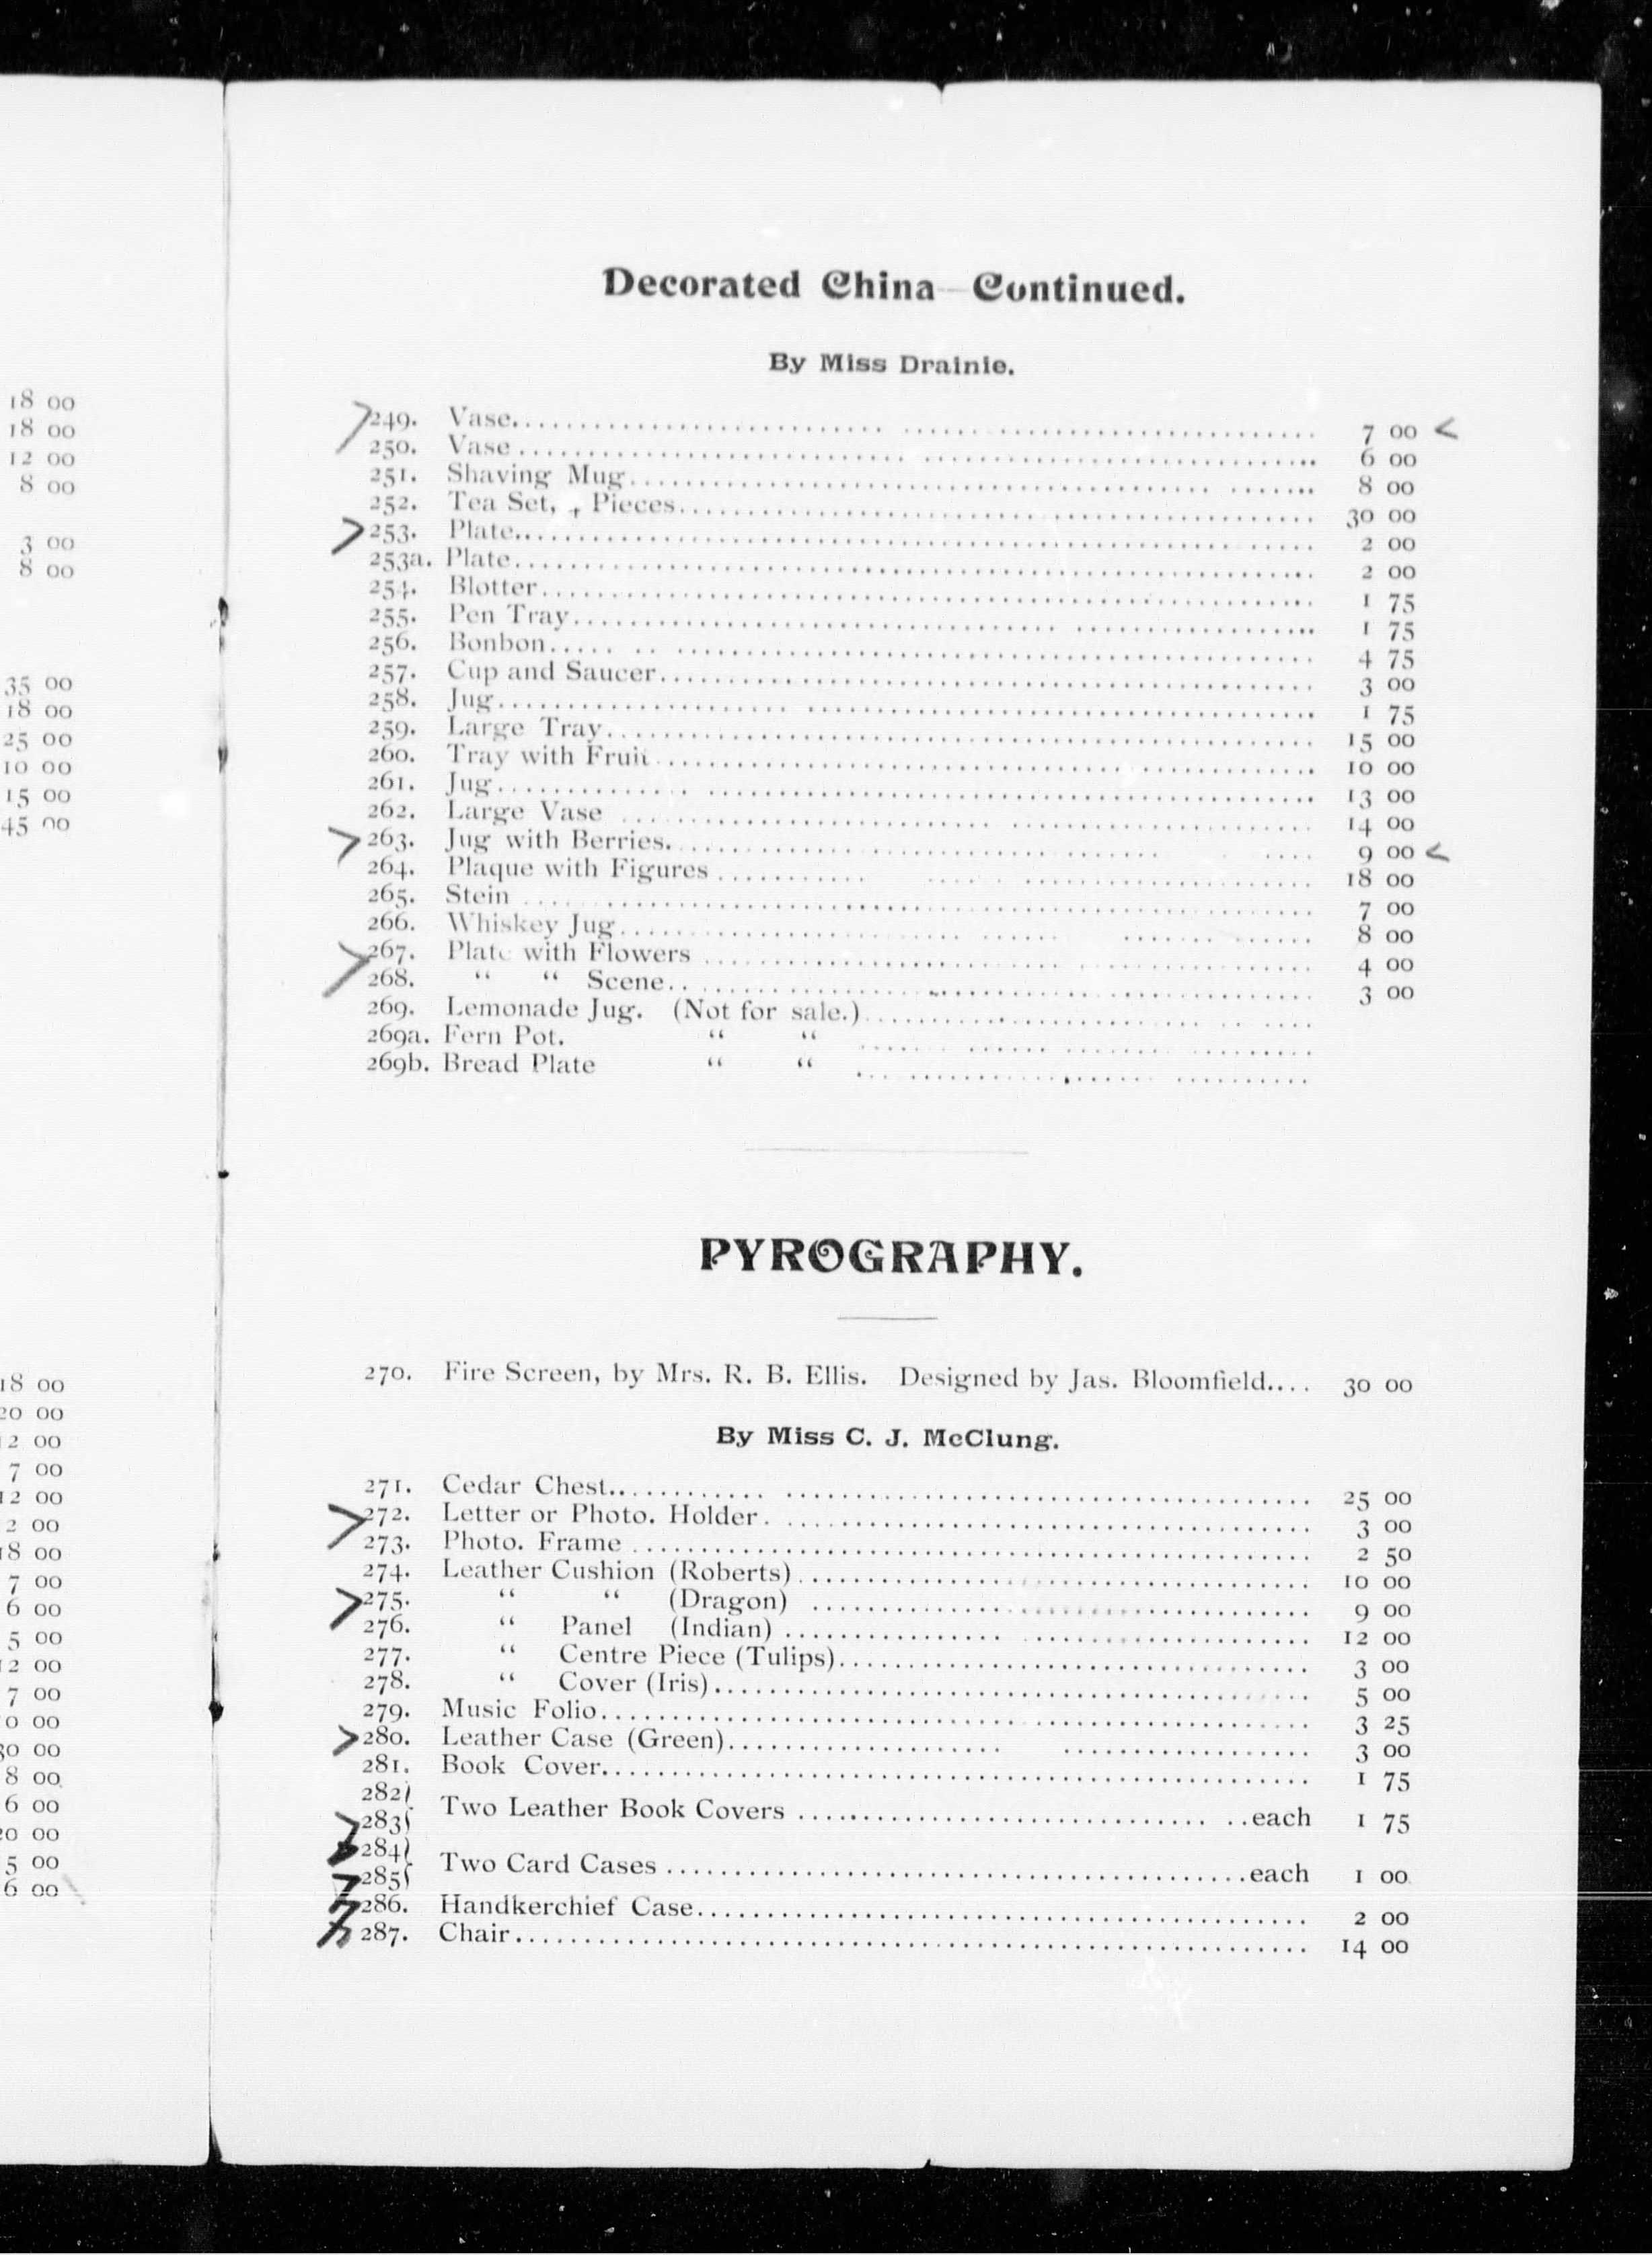 18 00
18 00
12 00
8 00
3 00
8 00
35 00
18 00
25 00
10 00
15 00
45 00
18 00
20 00
12 00
7 00
12 00
2 00
18 00
7 00
6 00
5 00
12 00
7 00
0 00
30 00
8 00
6 00
20 00
5 00
6 00
Decorated China—Continued.
By Miss Drainie.
249. Vase 7 00
250. Vase 6 00
251. Shaving Mug 8 00
252. Tea Set, Pieces 30 00
253. Plate 2 00
253a. Plate 2 00
254. Blotter 1 75
255. Pen Tray 1 75
256. Bonbon 4 75
257. Cup and Saucer 3 00
258. Jug 1 75
259. Large Tray 15 00
260. Tray with Fruit 10 00
261. Jug 13 00
262. Large Vase 14 00
263. Jug with Berries. 9 00
264. Plaque with Figures 18 00
265. Stein 7 00
266. Whiskey Jug 8 00
267. Plate with Flowers 4 00
268. “ “ Scene 3 00
269. Lemonade Jug. (Not for sale.)
269a. Fern Pot. “ “
269b. Bread Plate “ “
PYROGRAPHY.
270. Fire Screen, by Mrs. R. B. Ellis. Designed by Jas. Bloomfield 30 00
By Miss C. J. McClung.
271. Cedar Chest 25 00
272. Letter or Photo. Holder 3 00
273. Photo. Frame 2 50
274. Leather Cushion (Roberts) 10 00
275. “ “ (Dragon) 9 00
276. “ Panel (Indian) 12 00
277. “ Centre Piece (Tulips) 3 00
278. “ Cover (Iris) 5 00
279. Music Folio 3 25
280. Leather Case (Green) 3 00
281. Book Cover 1 75
282
283 Two Leather Book Covers each 1 75
284
285 Two Card Cases each 1 00
286. Handkerchief Case 2 00
287. Chair 14 00